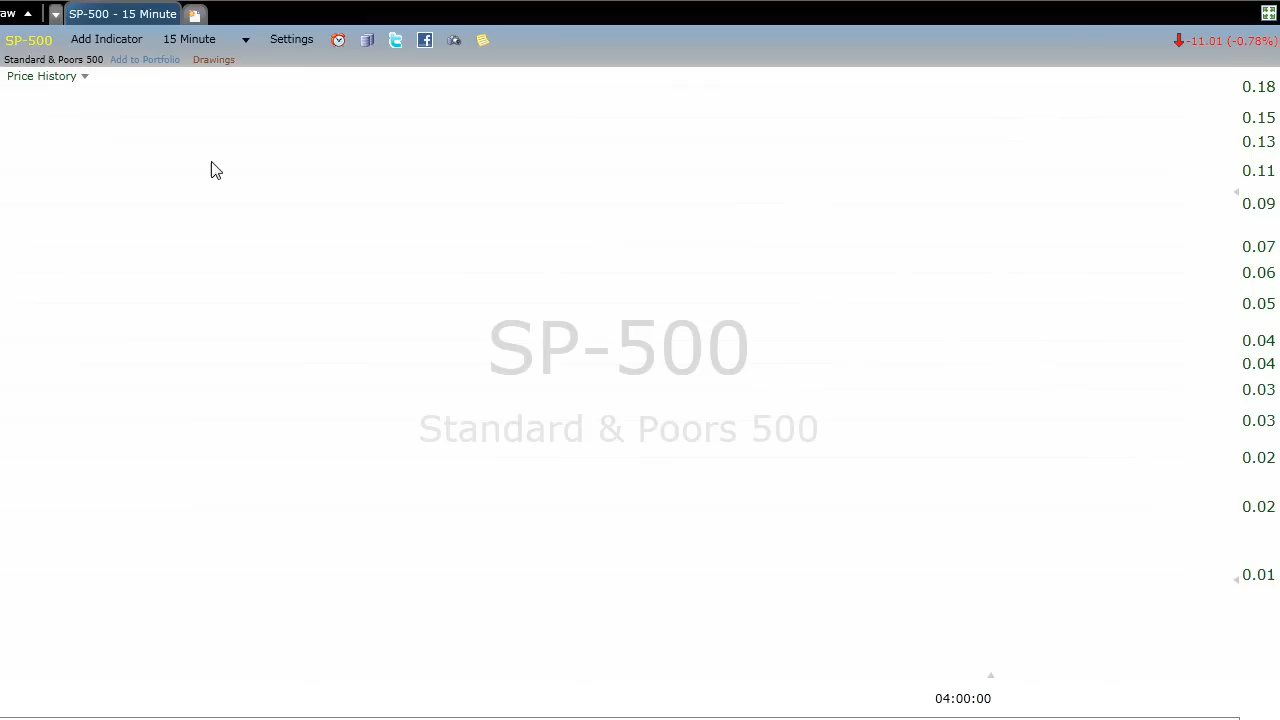 aw
SP-500 - 15 Minute
SP-500 Add Indicator 15 Minute Settings -11.01 (-0.78%)
Standard & Poors 500 Add to Portfolio Drawings
Price History
0.18
0.15
0.13
0.11
0.09
0.07
0.06
0.05
SP-500
0.04
0.04
0.03
Standard & Poors 500
0.03
0.02
0.02
0.01
04:00:00